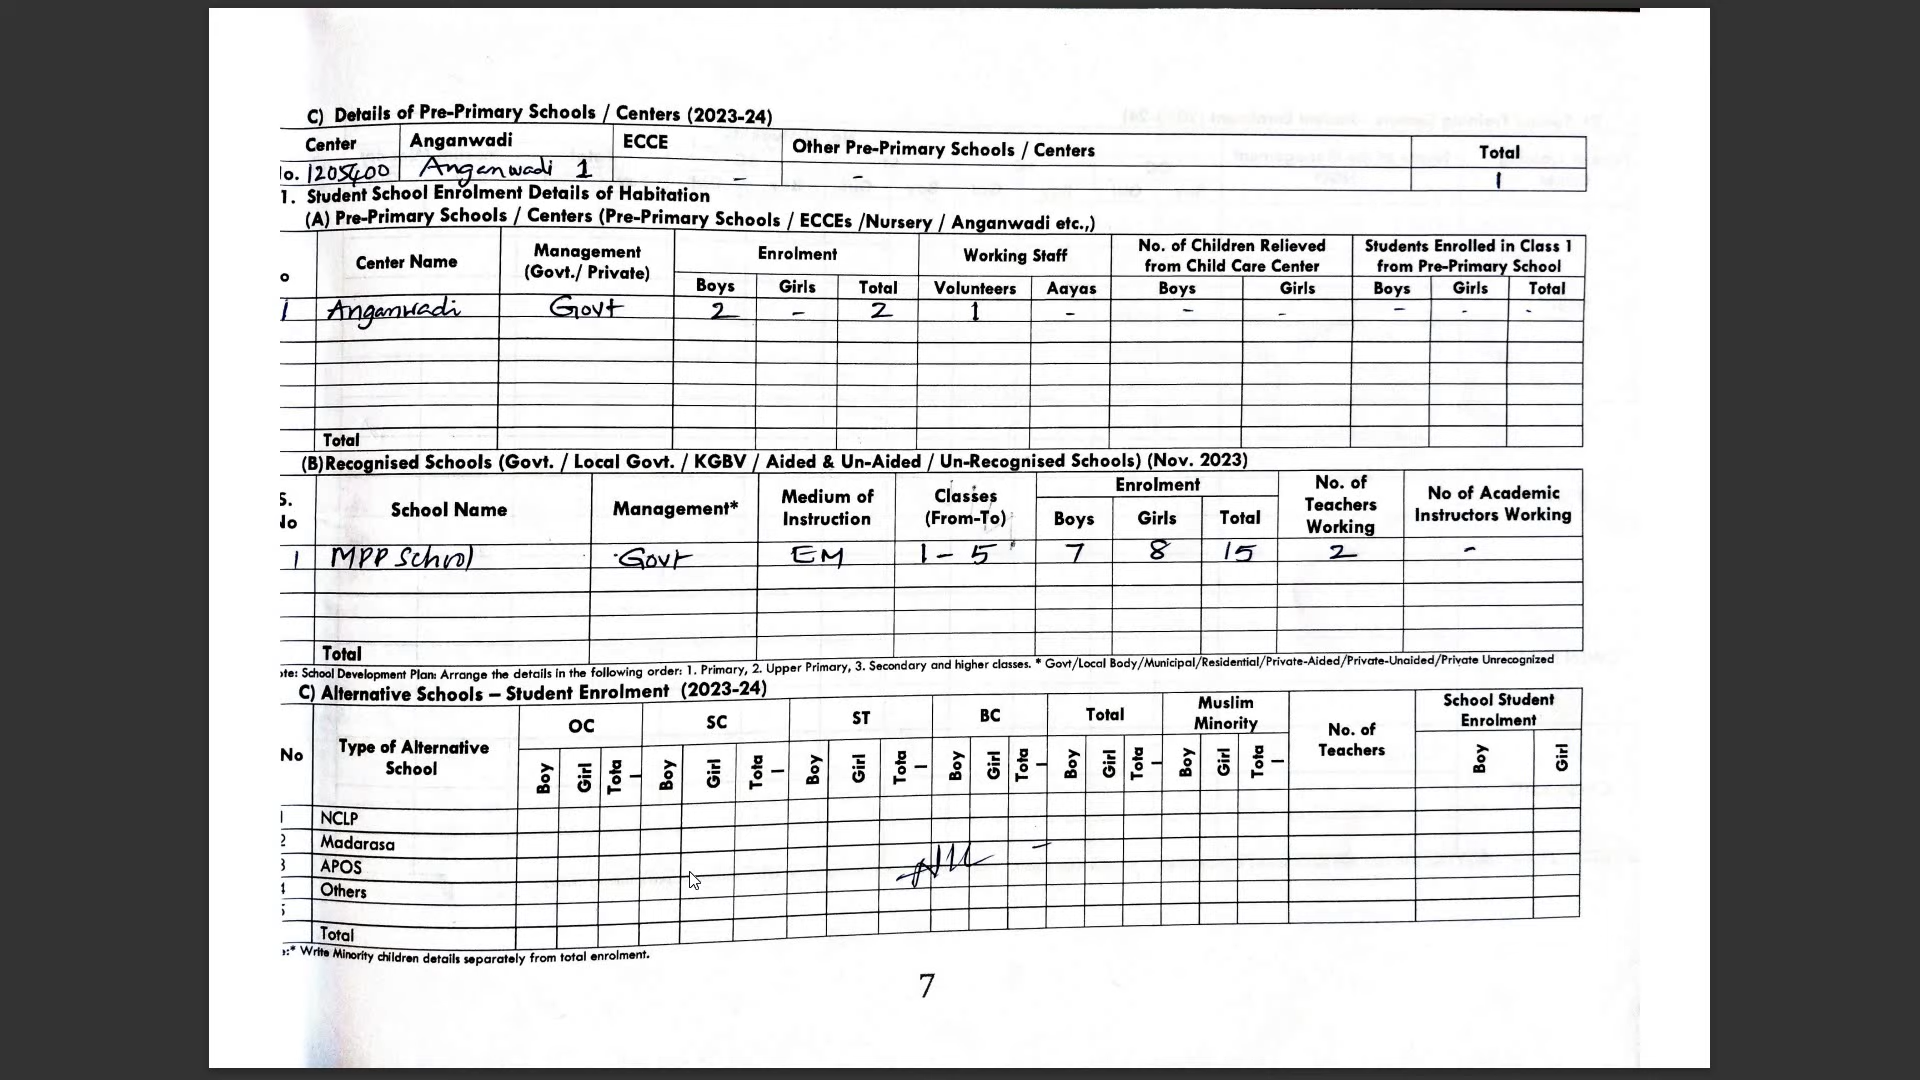 C) Details of Pre-Primary Schools / Centers (2023-24)
Center Anganwadi ECCE Other Pre-Primary Schools / Centers Total
lo. 1205400 Anganwadi 1 - - 1
1. Student School Enrolment Details of Habitation
(A) Pre-Primary Schools / Centers (Pre-Primary Schools / ECCEs /Nursery / Anganwadi etc.,)
o Center Name Management (Govt./ Private) Enrolment Working Staff No. of Children Relieved from Child Care Center Students Enrolled in Class 1 from Pre-Primary School
Boys Girls Total Volunteers Aayas Boys Girls Boys Girls Total
1 Anganwadi Govt 2 - 2 1 - - - - - -
Total
(B)Recognised Schools (Govt. / Local Govt. / KGBV / Aided & Un-Aided / Un-Recognised Schools) (Nov. 2023)
S. No School Name Management* Medium of Instruction Classes (From-To) Enrolment No. of Teachers Working No of Academic Instructors Working
Boys Girls Total
1 MPP School Govt EM 1 - 5 7 8 15 2 -
Total
ote: School Development Plan: Arrange the details in the following order: 1. Primary, 2. Upper Primary, 3. Secondary and higher classes. * Govt/Local Body/Municipal/Residential/Private-Aided/Private-Unaided/Private Unrecognized
C) Alternative Schools – Student Enrolment (2023-24)
No Type of Alternative School OC SC ST BC Total Muslim Minority No. of Teachers School Student Enrolment
Boy Girl Total Boy Girl Total Boy Girl Total Boy Girl Total Boy Girl Total Boy Girl Total Boy Girl
1 NCLP
2 Madarasa
3 APOS
4 Others
5
Total
:* Write Minority children details separately from total enrolment.
7